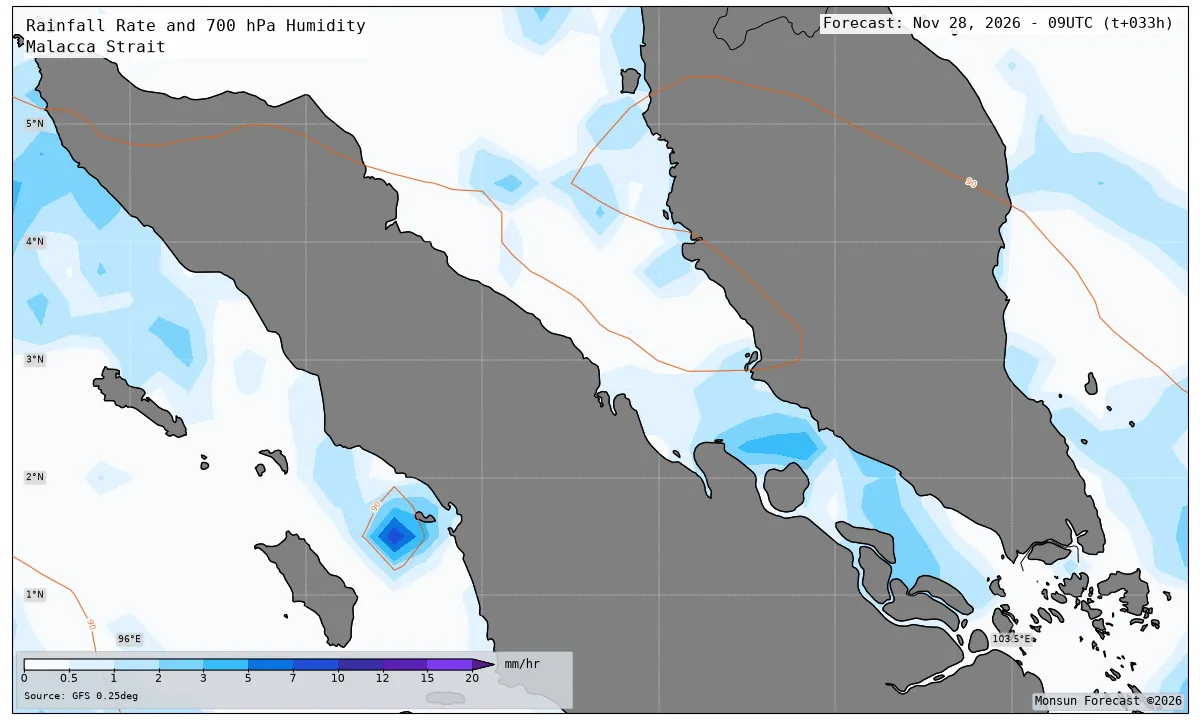 Rainfall Rate and 700 hPa Humidity
Malacca Strait
Forecast: Nov 28, 2026 - 09UTC (t+033h)
5°N
90
4°N
3°N
2°N
90
1°N
90
96°E
103.5°E
mm/hr
0 0.5 1 2 3 5 7 10 12 15 20
Source: GFS 0.25deg
Monsun Forecast ©2026